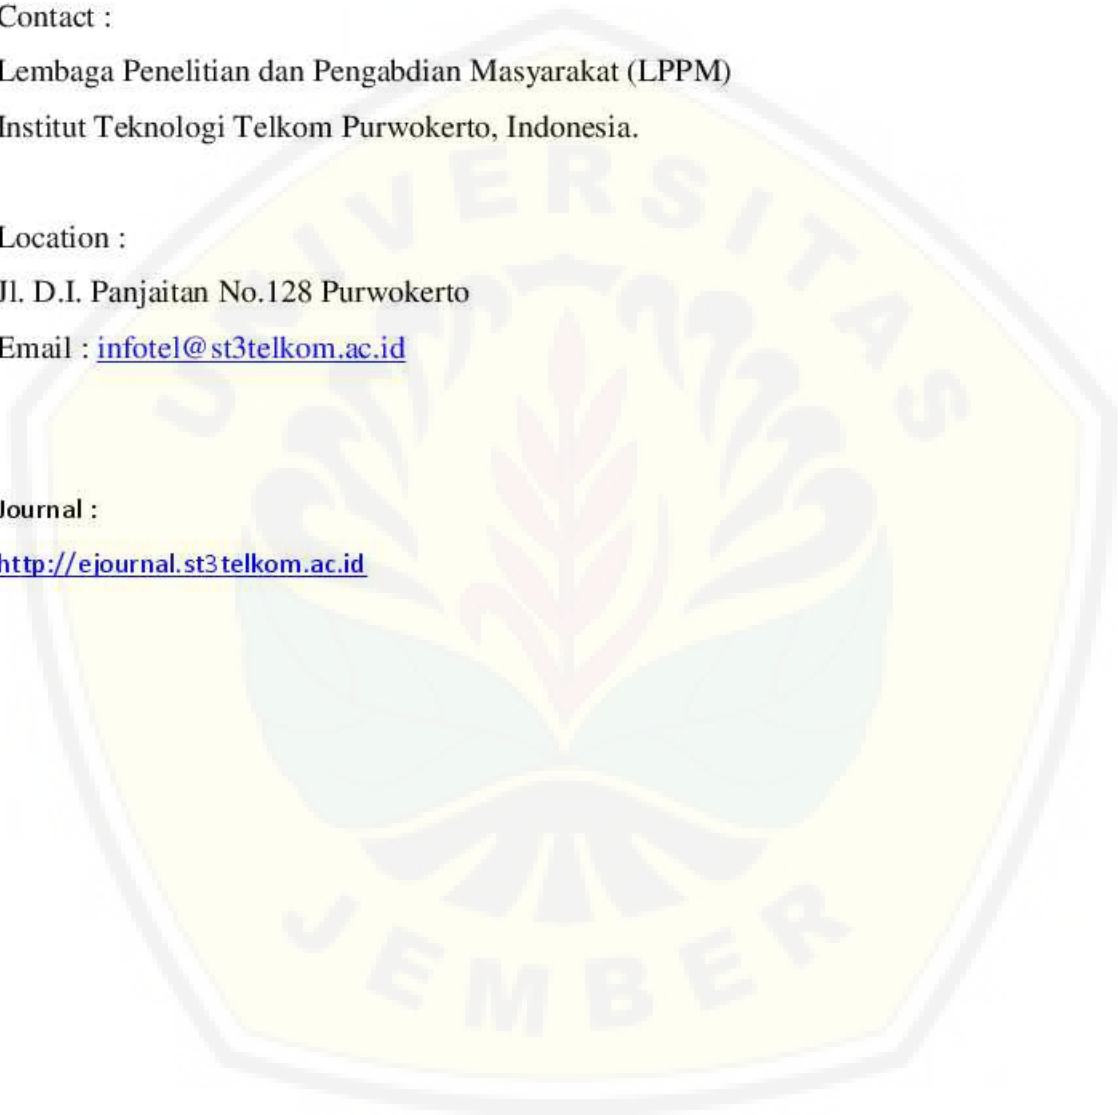 Contact :
Lembaga Penelitian dan Pengabdian Masyarakat (LPPM)
Institut Teknologi Telkom Purwokerto, Indonesia.
Location :
Jl. D.I. Panjaitan No.128 Purwokerto
Email : infotel@st3telkom.ac.id
Journal :
http://ejournal.st3telkom.ac.id
UNIVERSITAS
JEMBER